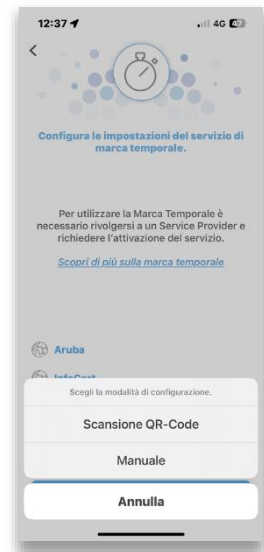 12:37
4G 47
Configura le impostazioni del servizio di
marca temporale.
Per utilizzare la Marca Temporale è
necessario rivolgersi a un Service Provider e
richiedere l'attivazione del servizio.
Scopri di più sulla marca temporale
Aruba
InfoCert
Scegli la modalità di configurazione.
Scansione QR-Code
Manuale
Annulla